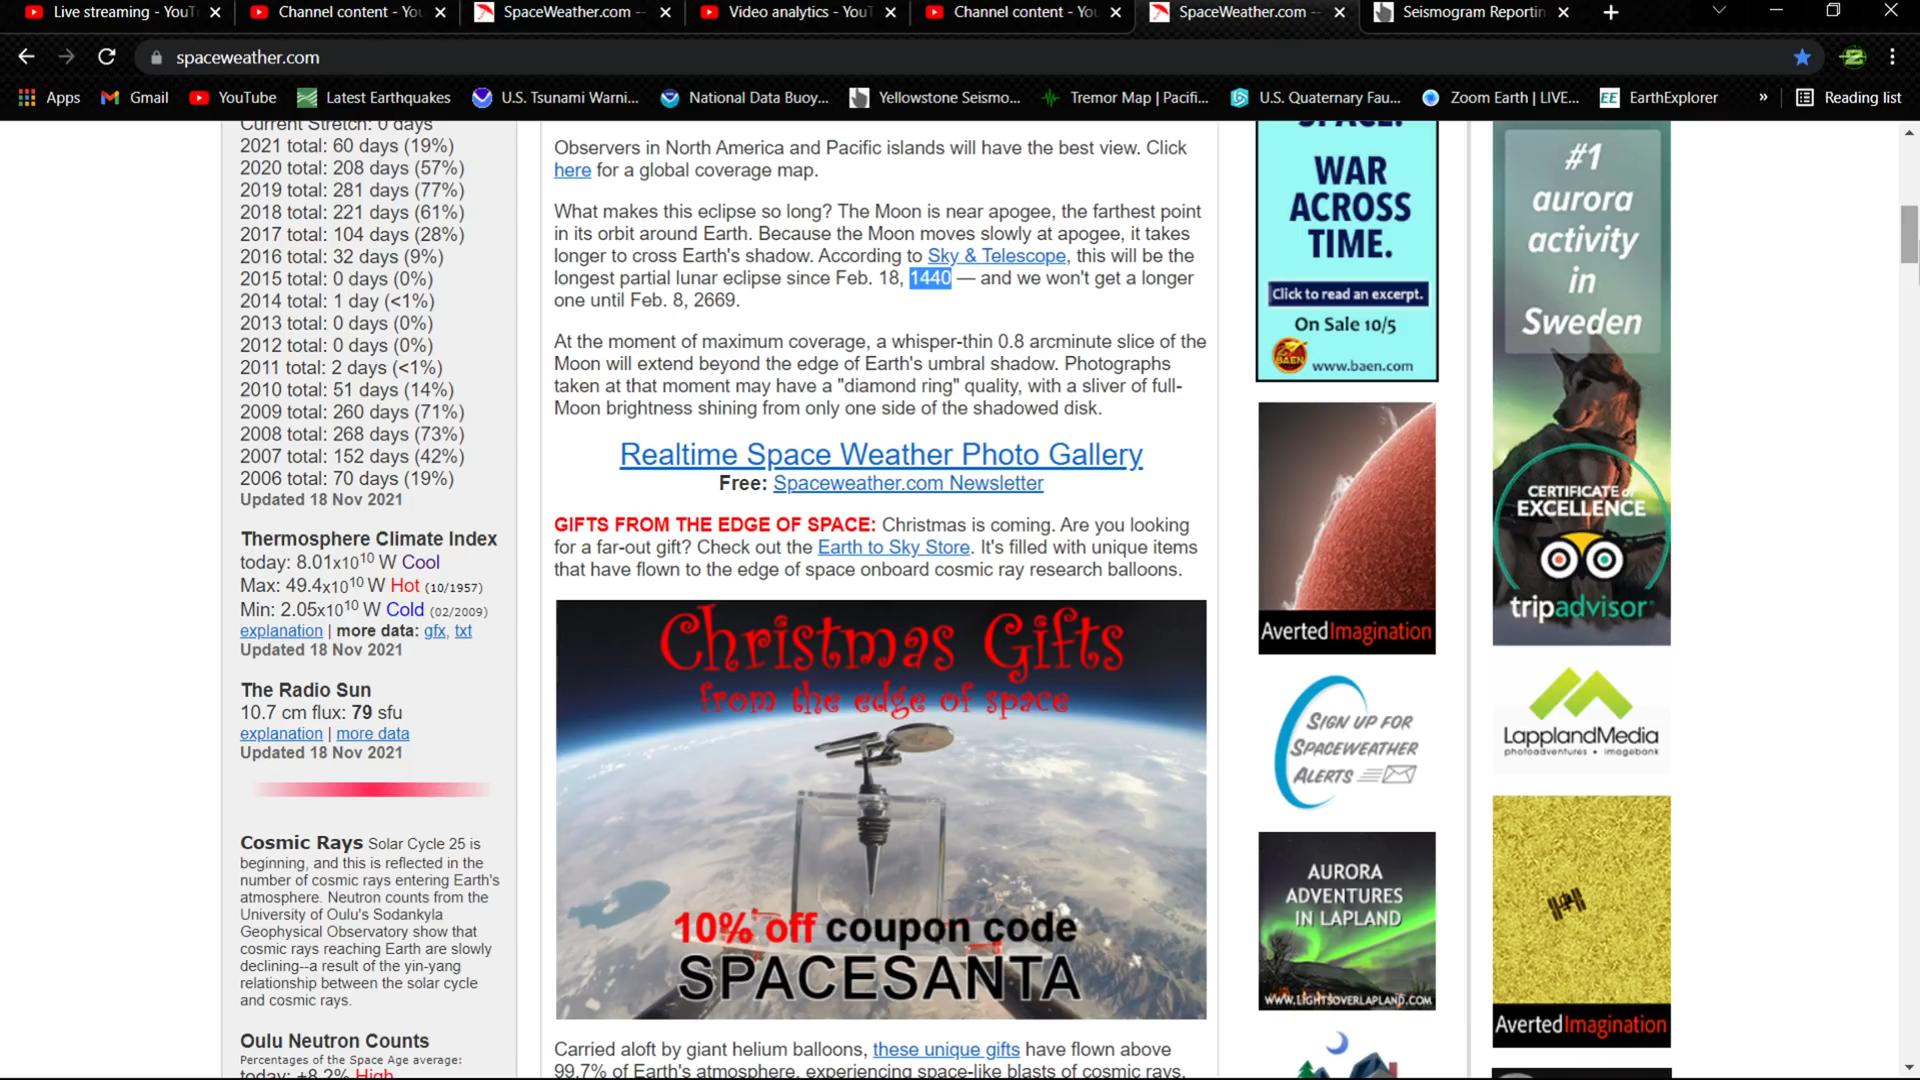 Live streaming - YouT
Channel content - You
SpaceWeather.com --
Video analytics - YouT
Channel content - You
SpaceWeather.com --
Seismogram Reportin
spaceweather.com
Apps
Gmail
YouTube
Latest Earthquakes
U.S. Tsunami Warni...
National Data Buoy...
Yellowstone Seismo...
Tremor Map | Pacifi...
U.S. Quaternary Fau...
Zoom Earth | LIVE...
EE EarthExplorer
»
Reading list
Current Stretch: 0 days
2021 total: 60 days (19%)
2020 total: 208 days (57%)
2019 total: 281 days (77%)
2018 total: 221 days (61%)
2017 total: 104 days (28%)
2016 total: 32 days (9%)
2015 total: 0 days (0%)
2014 total: 1 day (<1%)
2013 total: 0 days (0%)
2012 total: 0 days (0%)
2011 total: 2 days (<1%)
2010 total: 51 days (14%)
2009 total: 260 days (71%)
2008 total: 268 days (73%)
2007 total: 152 days (42%)
2006 total: 70 days (19%)
Updated 18 Nov 2021
Thermosphere Climate Index
today: 8.01x10¹⁰ W Cool
Max: 49.4x10¹⁰ W Hot (10/1957)
Min: 2.05x10¹⁰ W Cold (02/2009)
explanation | more data: gfx, txt
Updated 18 Nov 2021
The Radio Sun
10.7 cm flux: 79 sfu
explanation | more data
Updated 18 Nov 2021
Cosmic Rays Solar Cycle 25 is
beginning, and this is reflected in the
number of cosmic rays entering Earth's
atmosphere. Neutron counts from the
University of Oulu's Sodankyla
Geophysical Observatory show that
cosmic rays reaching Earth are slowly
declining--a result of the yin-yang
relationship between the solar cycle
and cosmic rays.
Oulu Neutron Counts
Percentages of the Space Age average:
today: +8.2% High
Observers in North America and Pacific islands will have the best view. Click
here for a global coverage map.
What makes this eclipse so long? The Moon is near apogee, the farthest point
in its orbit around Earth. Because the Moon moves slowly at apogee, it takes
longer to cross Earth's shadow. According to Sky & Telescope, this will be the
longest partial lunar eclipse since Feb. 18, 1440 — and we won't get a longer
one until Feb. 8, 2669.
At the moment of maximum coverage, a whisper-thin 0.8 arcminute slice of the
Moon will extend beyond the edge of Earth's umbral shadow. Photographs
taken at that moment may have a "diamond ring" quality, with a sliver of full-
Moon brightness shining from only one side of the shadowed disk.
Realtime Space Weather Photo Gallery
Free: Spaceweather.com Newsletter
GIFTS FROM THE EDGE OF SPACE: Christmas is coming. Are you looking
for a far-out gift? Check out the Earth to Sky Store. It's filled with unique items
that have flown to the edge of space onboard cosmic ray research balloons.
Christmas Gifts
from the edge of space
10% off coupon code
SPACESANTA
Carried aloft by giant helium balloons, these unique gifts have flown above
99.7% of Earth's atmosphere, experiencing space-like blasts of cosmic rays,
SPACE.
WAR
ACROSS
TIME.
Click to read an excerpt.
On Sale 10/5
BAEN
www.baen.com
AvertedImagination
SIGN UP FOR
SPACEWEATHER
ALERTS
AURORA
ADVENTURES
IN LAPLAND
WWW.LIGHTSOVERLAPLAND.COM
#1
aurora
activity
in
Sweden
CERTIFICATE of
EXCELLENCE
tripadvisor
LapplandMedia
photoadventures • imagebank
AvertedImagination